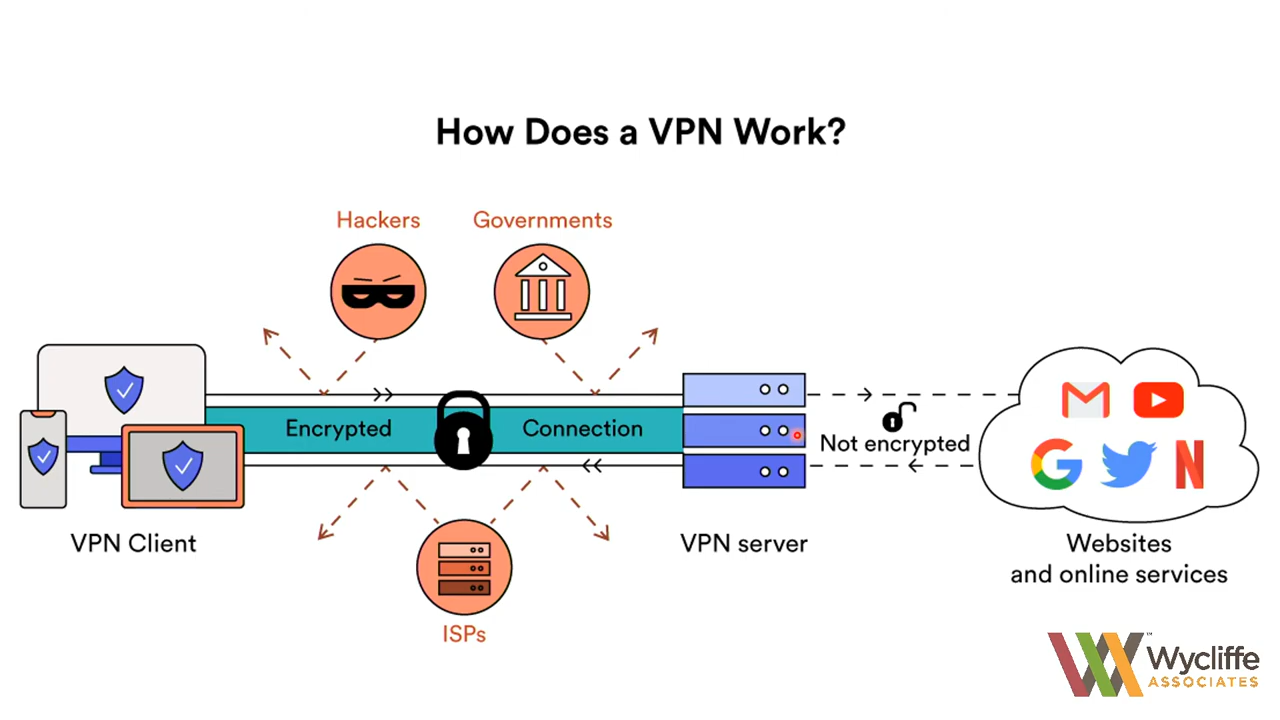 How Does a VPN Work?
Hackers
Governments
Encrypted
Connection
Not encrypted
VPN Client
VPN server
Websites
and online services
ISPs
Wycliffe
ASSOCIATES